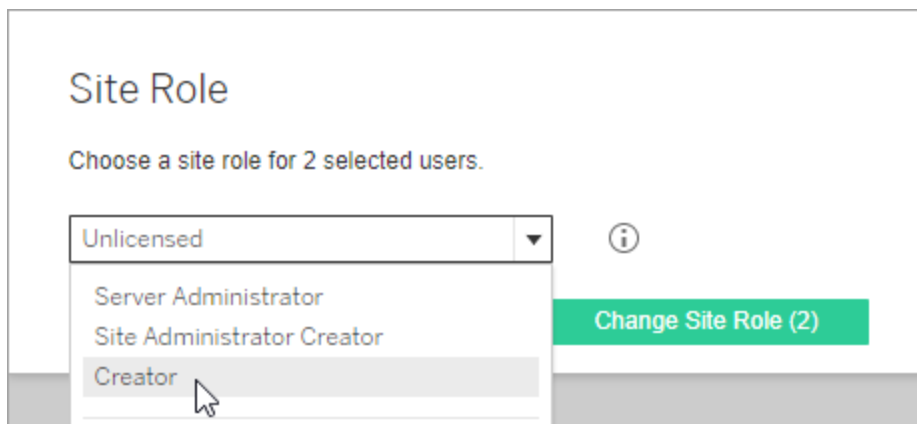 Site Role
Choose a site role for 2 selected users.
Unlicensed
Server Administrator
Site Administrator Creator
Change Site Role (2)
Creator